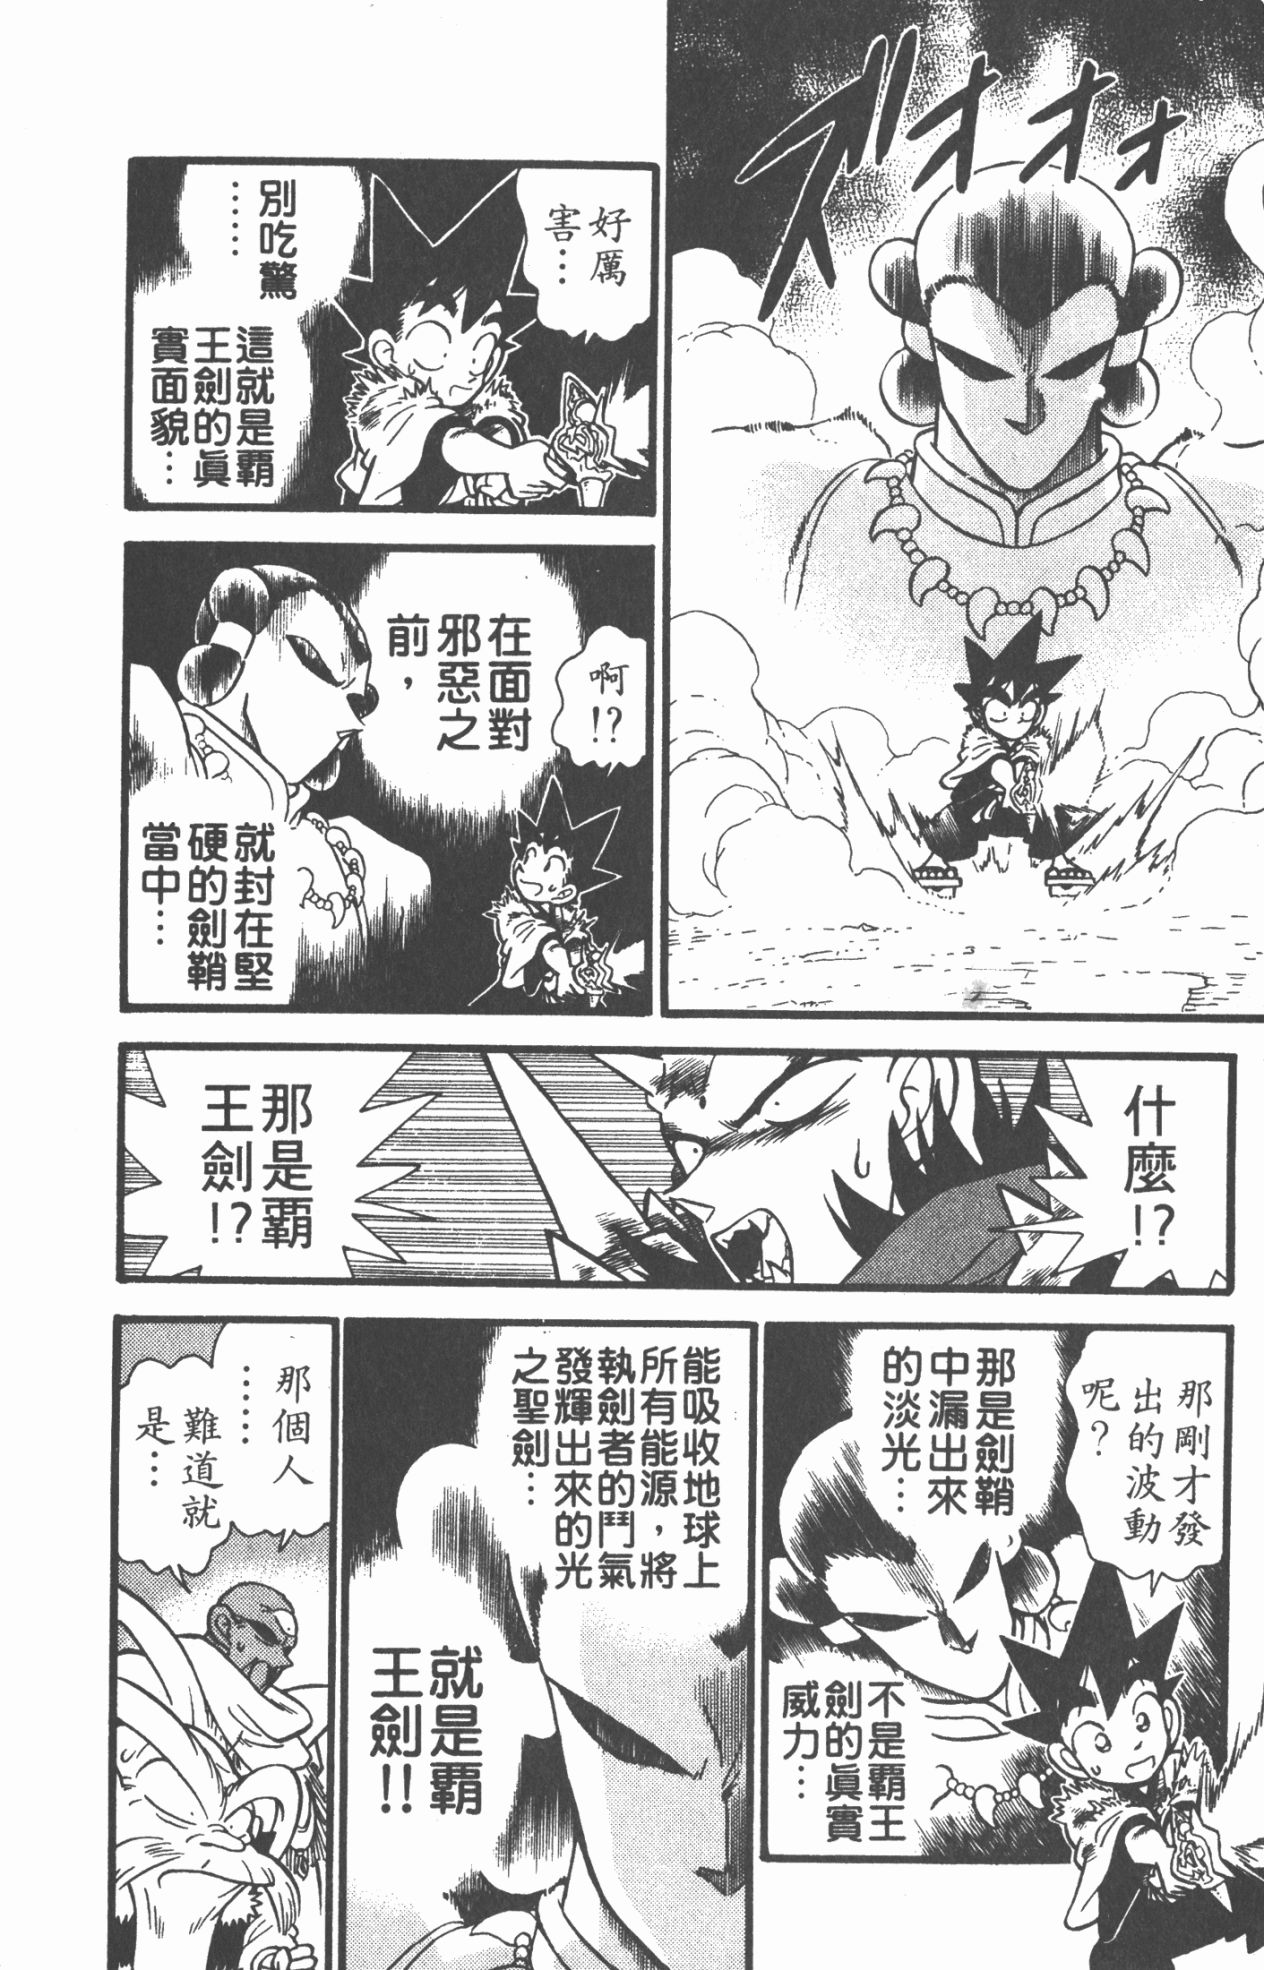 ズオオオ
好厲
害…
別吃驚
……
這就是霸
王劍的眞
實面貌…
啊!?
在面對
邪惡之
前，
就封在堅
硬的劍鞘
當中…
什麼!?
那是霸
王劍!?
那剛才發
出的波動
呢？
那是劍鞘
中漏出來
的淡光…
不是霸王
劍的眞實
威力…
能吸收地球上
所有能源，將
執劍者的鬥氣
發輝出來的光
之聖劍…
就是霸
王劍!!
那個人
……
難道就
是…